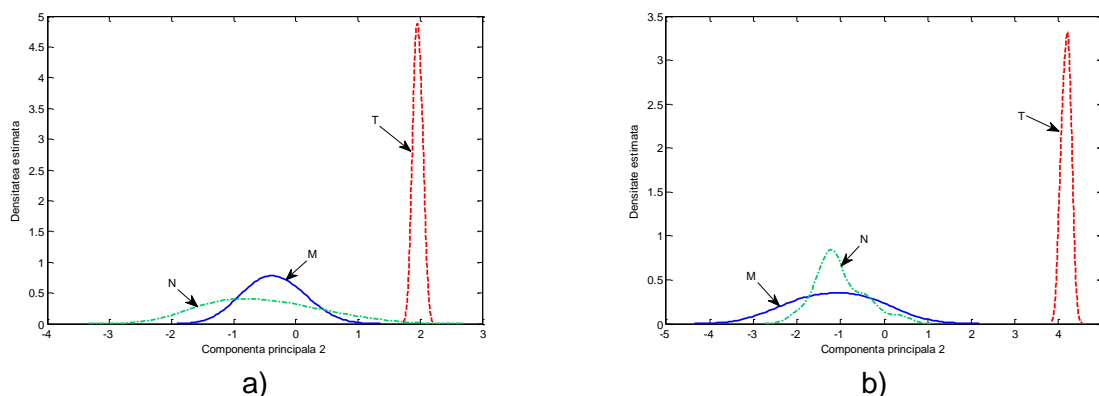 5
4.5
4
3.5
3
2.5
2
1.5
1
0.5
0
-4 -3 -2 -1 0 1 2 3
Densitatea estimata
Componenta principala 2
T
M
N
a)
3.5
3
2.5
2
1.5
1
0.5
0
-5 -4 -3 -2 -1 0 1 2 3 4
Densitate estimata
Componenta principala 2
T
N
M
b)